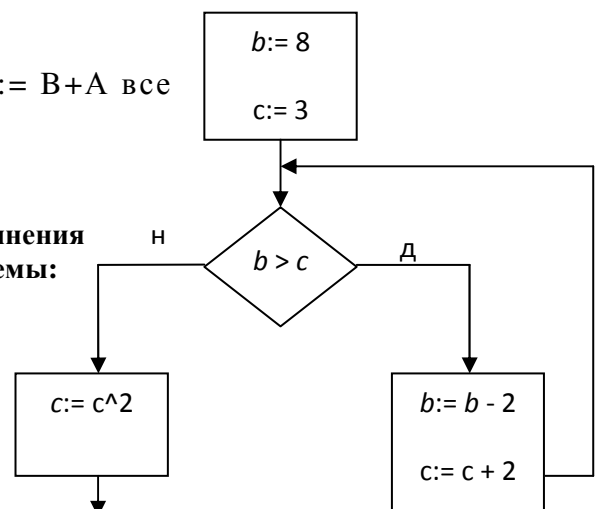 b:= 8
:= B+A все
c:= 3
нения
емы:
н
b > c
д
c:= c^2
b:= b - 2
c:= c + 2